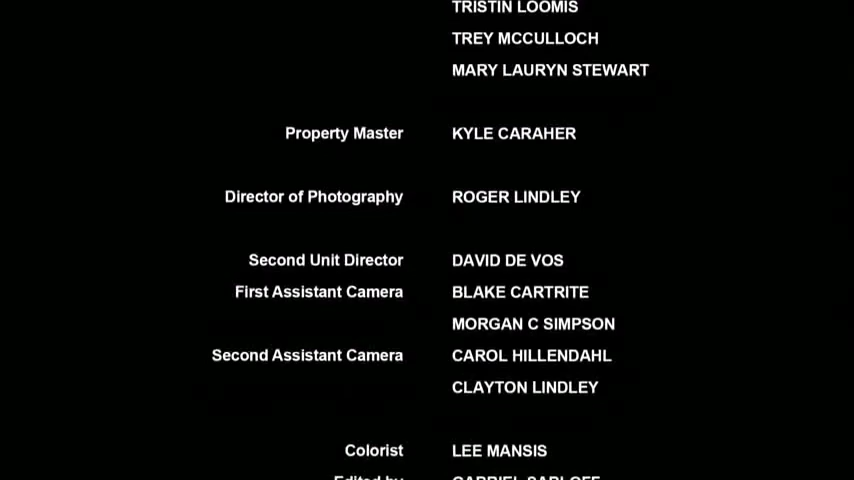 TRISTIN LOOMIS
TREY MCCULLOCH
MARY LAURYN STEWART
Property Master KYLE CARAHER
Director of Photography ROGER LINDLEY
Second Unit Director DAVID DE VOS
First Assistant Camera BLAKE CARTRITE
MORGAN C SIMPSON
Second Assistant Camera CAROL HILLENDAHL
CLAYTON LINDLEY
Colorist LEE MANSIS
Edited by GABRIEL